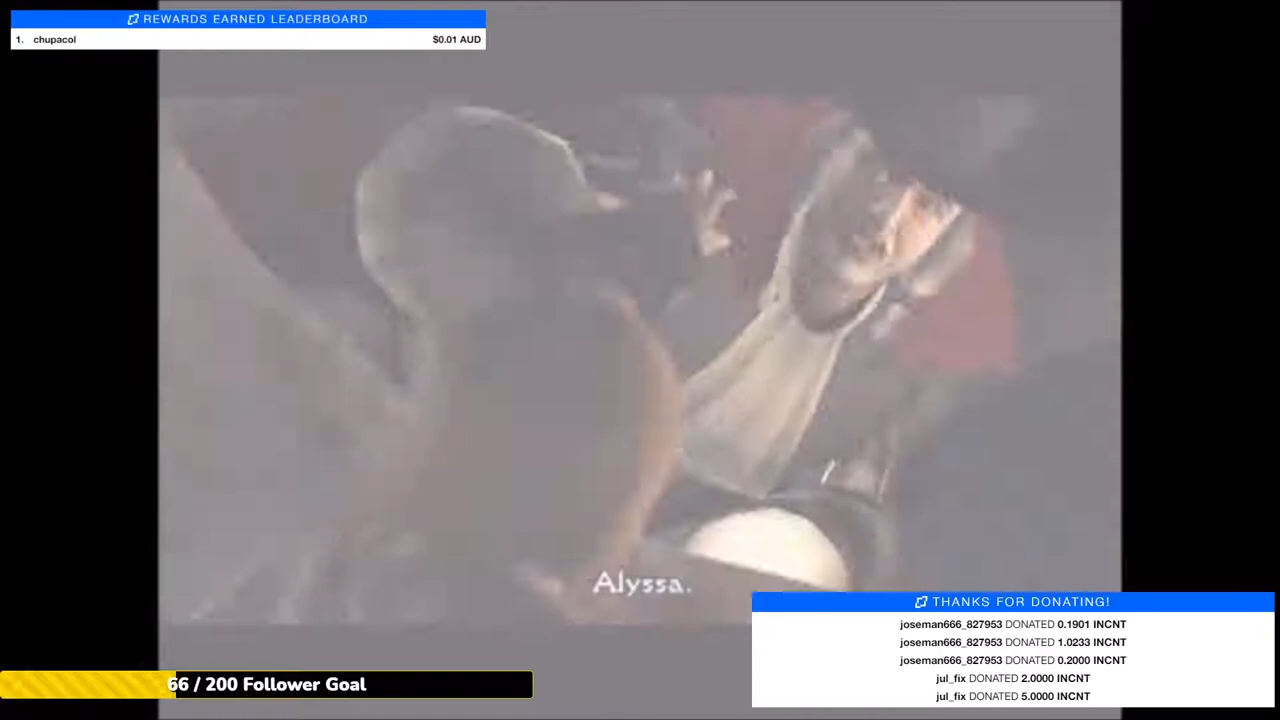 REWARDS EARNED LEADERBOARD
1. chupacol $0.01 AUD
Alyssa.
THANKS FOR DONATING!
joseman666_827953 DONATED 0.1901 INCNT
joseman666_827953 DONATED 1.0233 INCNT
joseman666_827953 DONATED 0.2000 INCNT
jul_fix DONATED 2.0000 INCNT
jul_fix DONATED 5.0000 INCNT
66 / 200 Follower Goal